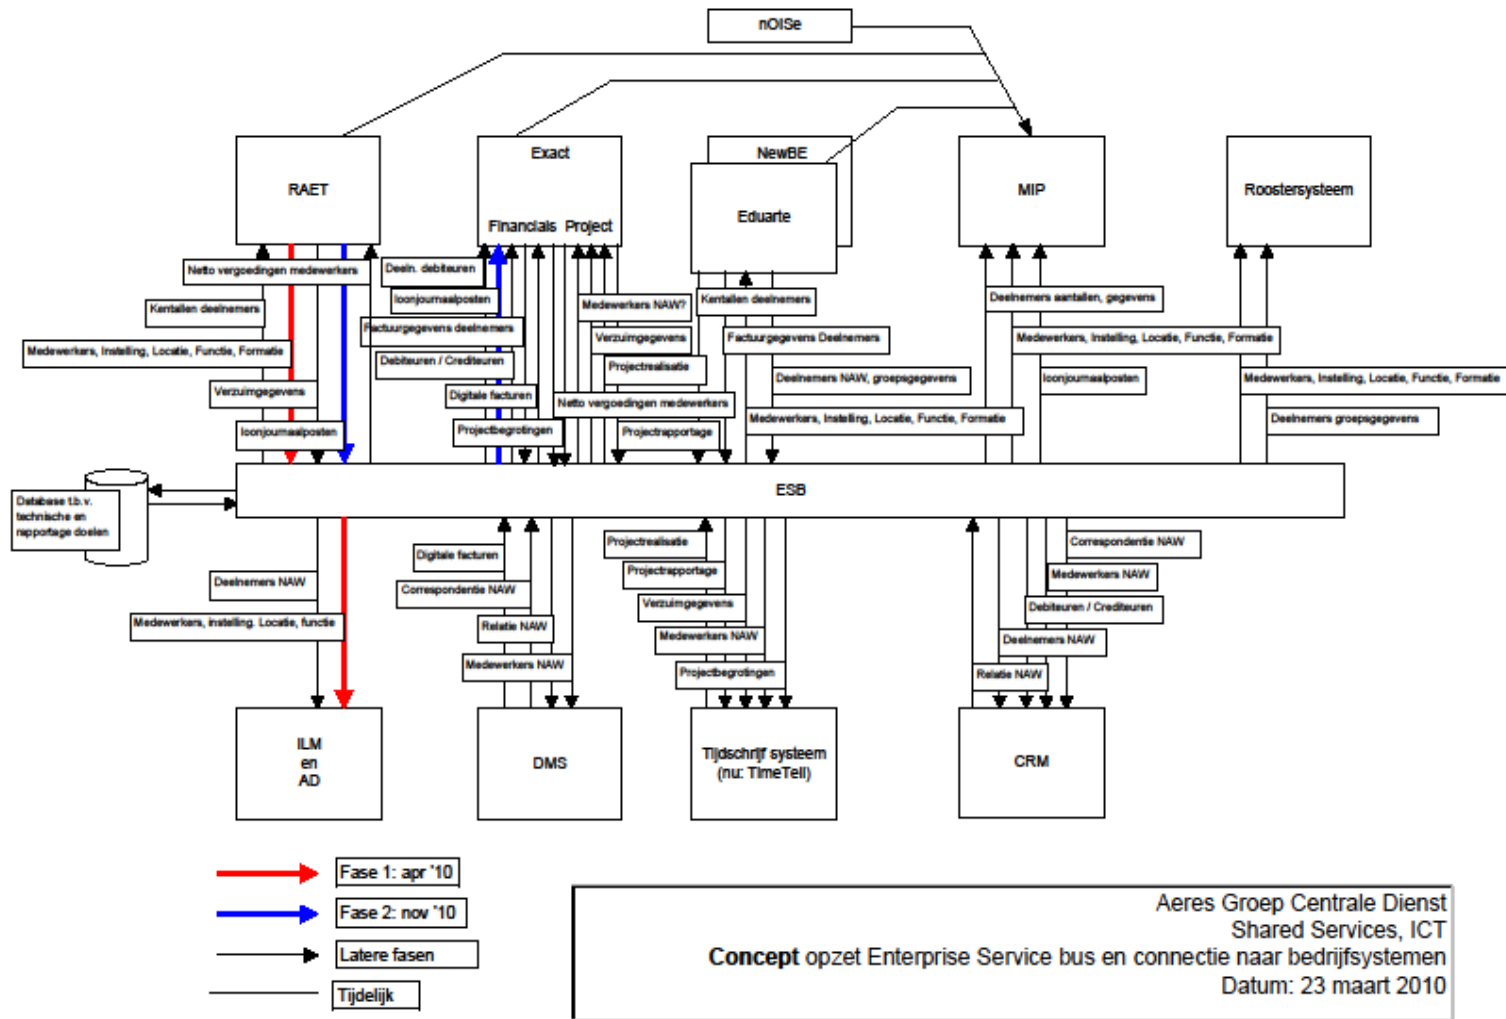 nOISe
RAET
Exact
Financials Project
NewBE
Eduarte
MIP
Roostersysteem
Netto vergoedingen medewerkers
Kentallen deelnemers
Medewerkers, Instelling, Locatie, Functie, Formatie
Verzuimgegevens
loonjournaalposten
Deeln. debiteuren
loonjournaalposten
Factuurgegevens deelnemers
Debiteuren / Crediteuren
Digitale facturen
Projectbegrotingen
Medewerkers NAW?
Verzuimgegevens
Projectrealisatie
Netto vergoedingen medewerkers
Projectrapportage
Kentallen deelnemers
Factuurgegevens Deelnemers
Deelnemers NAW, groepsgegevens
Medewerkers, Instelling, Locatie, Functie, Formatie
Deelnemers aantallen, gegevens
Medewerkers, Instelling, Locatie, Functie, Formatie
loonjournaalposten
Medewerkers, Instelling, Locatie, Functie, Formatie
Deelnemers groepsgegevens
ESB
Database t.b.v.
technische en
rapportage doelen
Deelnemers NAW
Medewerkers, instelling. Locatie, functie
Digitale facturen
Correspondentie NAW
Relatie NAW
Medewerkers NAW
Projectrealisatie
Projectrapportage
Verzuimgegevens
Medewerkers NAW
Projectbegrotingen
Correspondentie NAW
Medewerkers NAW
Debiteuren / Crediteuren
Deelnemers NAW
Relatie NAW
ILM
en
AD
DMS
Tijdschrijf systeem
(nu: TimeTell)
CRM
Fase 1: apr '10
Fase 2: nov '10
Latere fasen
Tijdelijk
Aeres Groep Centrale Dienst
Shared Services, ICT
Concept opzet Enterprise Service bus en connectie naar bedrijfsystemen
Datum: 23 maart 2010